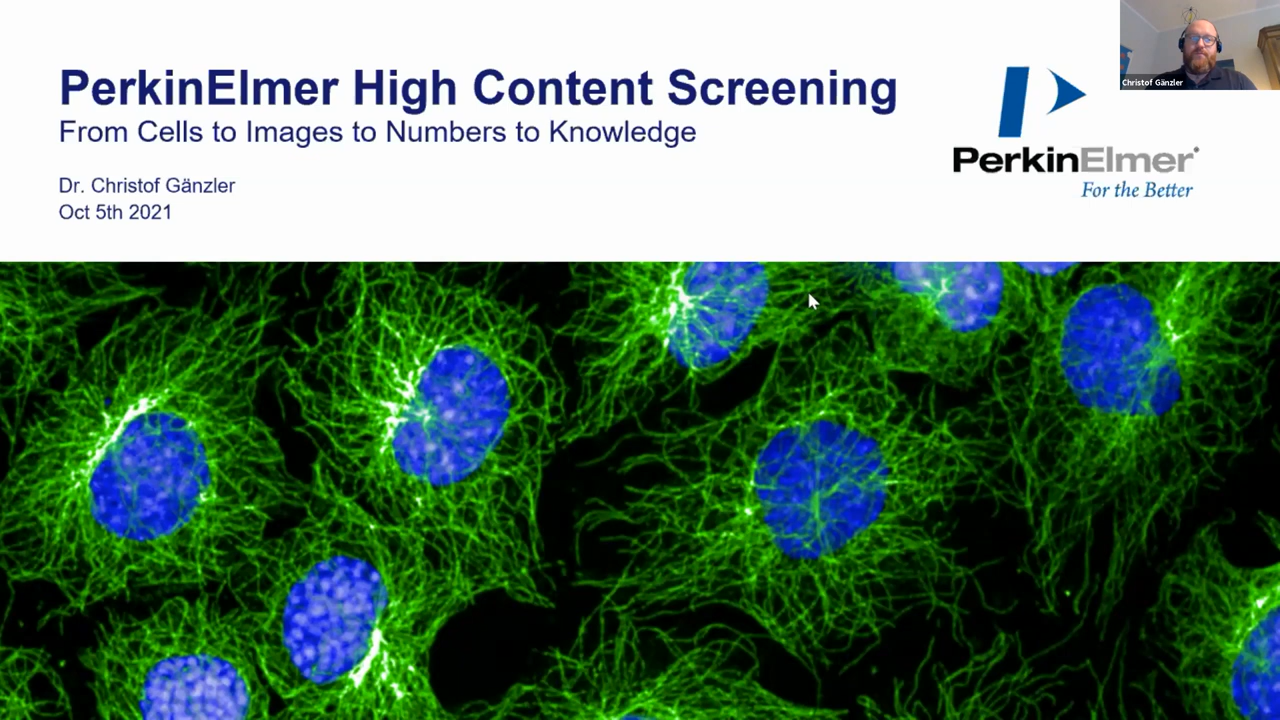 PerkinElmer High Content Screening
From Cells to Images to Numbers to Knowledge
Dr. Christof Gänzler
Oct 5th 2021
PerkinElmer
For the Better
Christof Gänzler